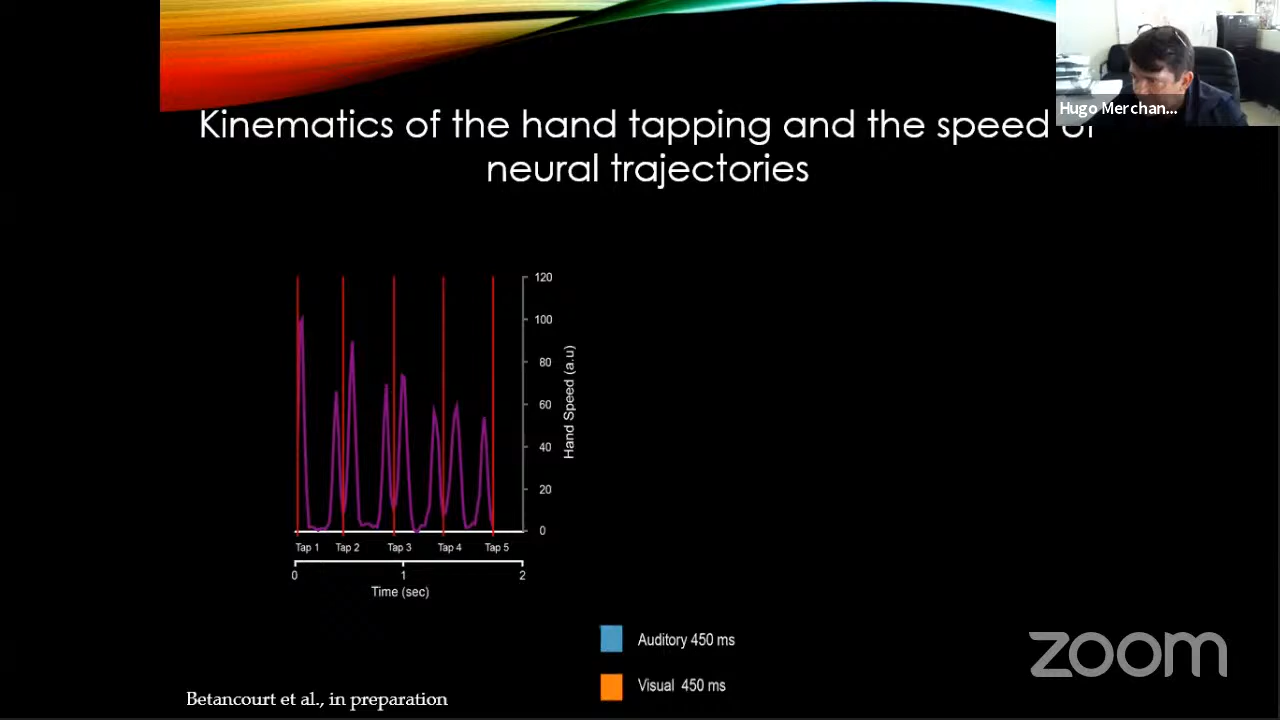 Hugo Merchan...
Kinematics of the hand tapping and the speed of
neural trajectories
120
100
80
60
40
20
0
Hand Speed (a.u)
Tap 1 Tap 2 Tap 3 Tap 4 Tap 5
0 1 2
Time (sec)
Auditory 450 ms
Visual 450 ms
Betancourt et al., in preparation
zoom